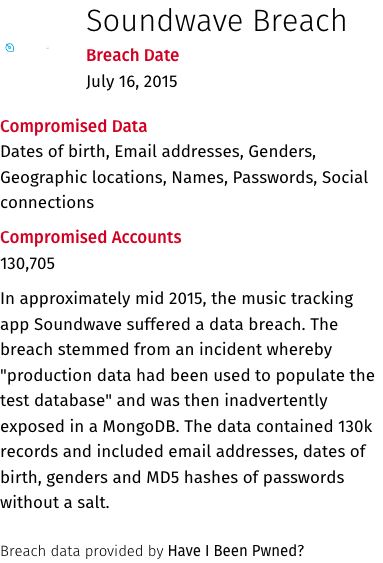 Soundwave Breach
Breach Date
July 16, 2015
Compromised Data
Dates of birth, Email addresses, Genders,
Geographic locations, Names, Passwords, Social
connections
Compromised Accounts
130,705
In approximately mid 2015, the music tracking
app Soundwave suffered a data breach. The
breach stemmed from an incident whereby
"production data had been used to populate the
test database" and was then inadvertently
exposed in a MongoDB. The data contained 130k
records and included email addresses, dates of
birth, genders and MD5 hashes of passwords
without a salt.
Breach data provided by Have I Been Pwned?